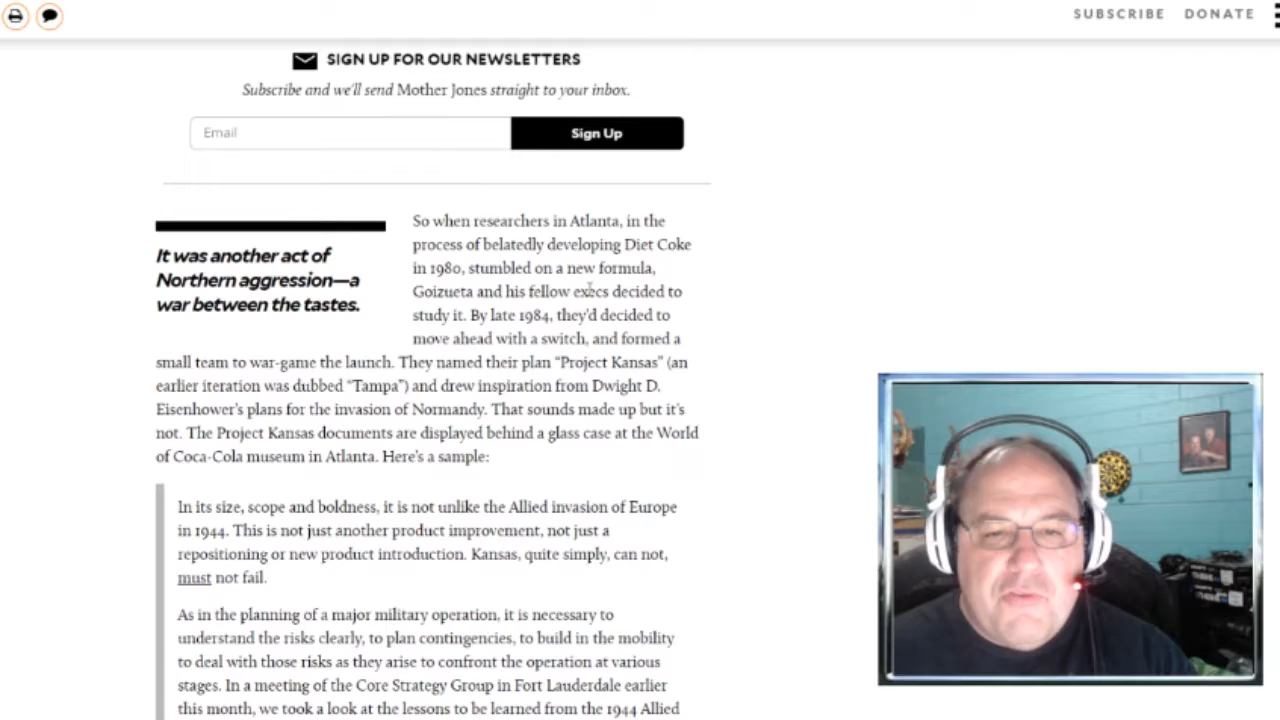 SUBSCRIBE DONATE
SIGN UP FOR OUR NEWSLETTERS
Subscribe and we'll send Mother Jones straight to your inbox.
Email
Sign Up
It was another act of
Northern aggression—a
war between the tastes.
So when researchers in Atlanta, in the
process of belatedly developing Diet Coke
in 1980, stumbled on a new formula,
Goizueta and his fellow execs decided to
study it. By late 1984, they'd decided to
move ahead with a switch, and formed a
small team to war-game the launch. They named their plan “Project Kansas” (an
earlier iteration was dubbed “Tampa”) and drew inspiration from Dwight D.
Eisenhower's plans for the invasion of Normandy. That sounds made up but it's
not. The Project Kansas documents are displayed behind a glass case at the World
of Coca-Cola museum in Atlanta. Here's a sample:
In its size, scope and boldness, it is not unlike the Allied invasion of Europe
in 1944. This is not just another product improvement, not just a
repositioning or new product introduction. Kansas, quite simply, can not,
must not fail.
As in the planning of a major military operation, it is necessary to
understand the risks clearly, to plan contingencies, to build in the mobility
to deal with those risks as they arise to confront the operation at various
stages. In a meeting of the Core Strategy Group in Fort Lauderdale earlier
this month, we took a look at the lessons to be learned from the 1944 Allied